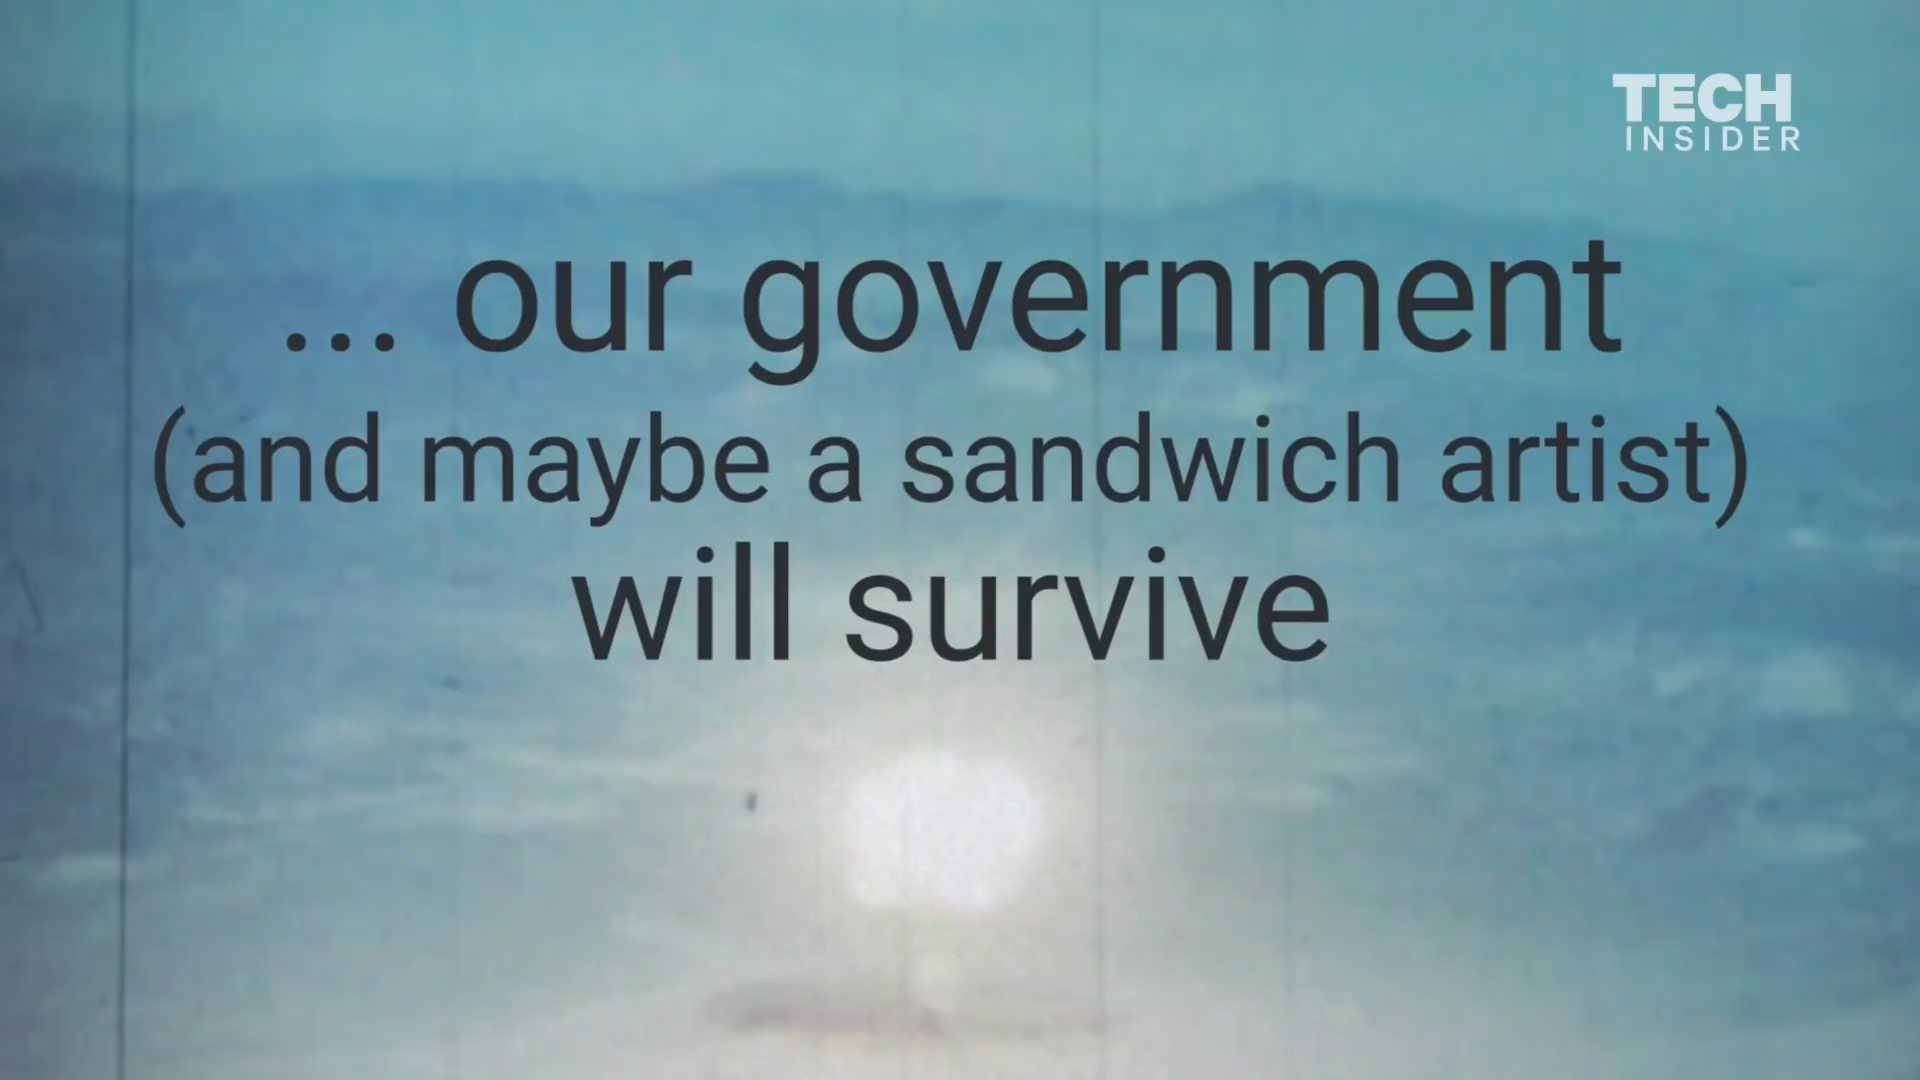 TECH
INSIDER
... our government
(and maybe a sandwich artist)
will survive